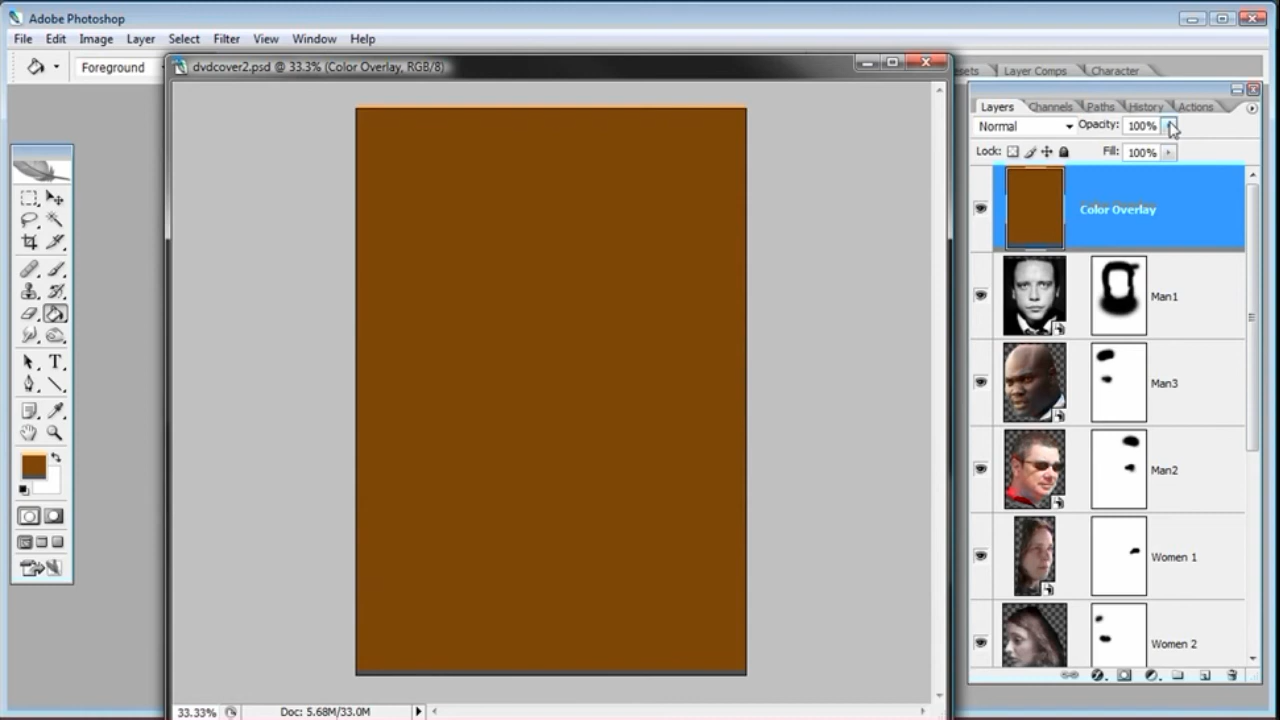 Adobe Photoshop
File Edit Image Layer Select Filter View Window Help
Foreground
dvdcover2.psd @ 33.3% (Color Overlay, RGB/8)
esets Layer Comps Character
Layers Channels Paths History Actions
Normal Opacity: 100%
Lock: Fill: 100%
Color Overlay
Man1
Man3
Man2
Women 1
Women 2
T
33.33% Doc: 5.68M/33.0M